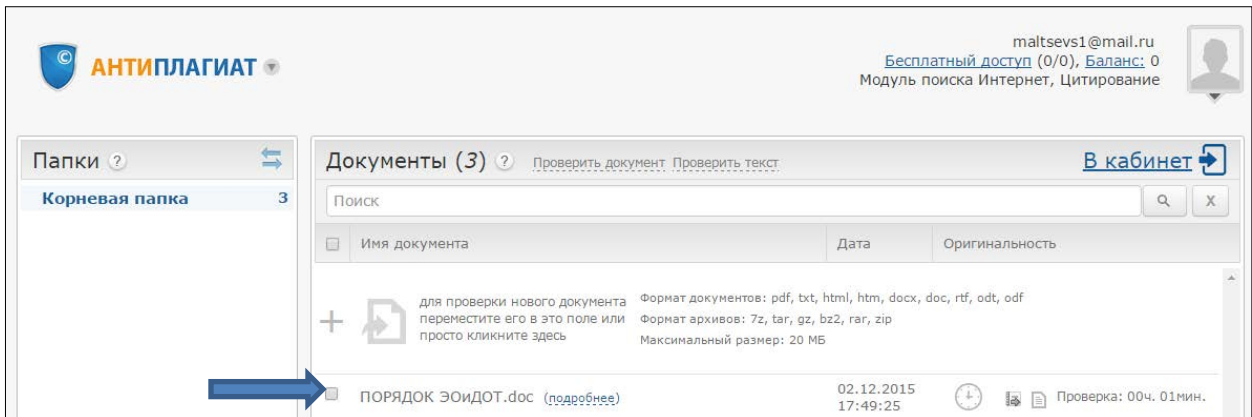 maltsevs1@mail.ru
Бесплатный доступ (0/0), Баланс: 0
Модуль поиска Интернет, Цитирование
© АНТИПЛАГИАТ
Папки ?
Документы (3) ? Проверить документ Проверить текст В кабинет
Корневая папка 3
Поиск X
Имя документа Дата Оригинальность
для проверки нового документа
переместите его в это поле или
просто кликните здесь
Формат документов: pdf, txt, html, htm, docx, doc, rtf, odt, odf
Формат архивов: 7z, tar, gz, bz2, rar, zip
Максимальный размер: 20 МБ
ПОРЯДОК ЭОиДОТ.doc (подробнее) 02.12.2015 Проверка: 00ч. 01мин.
17:49:25